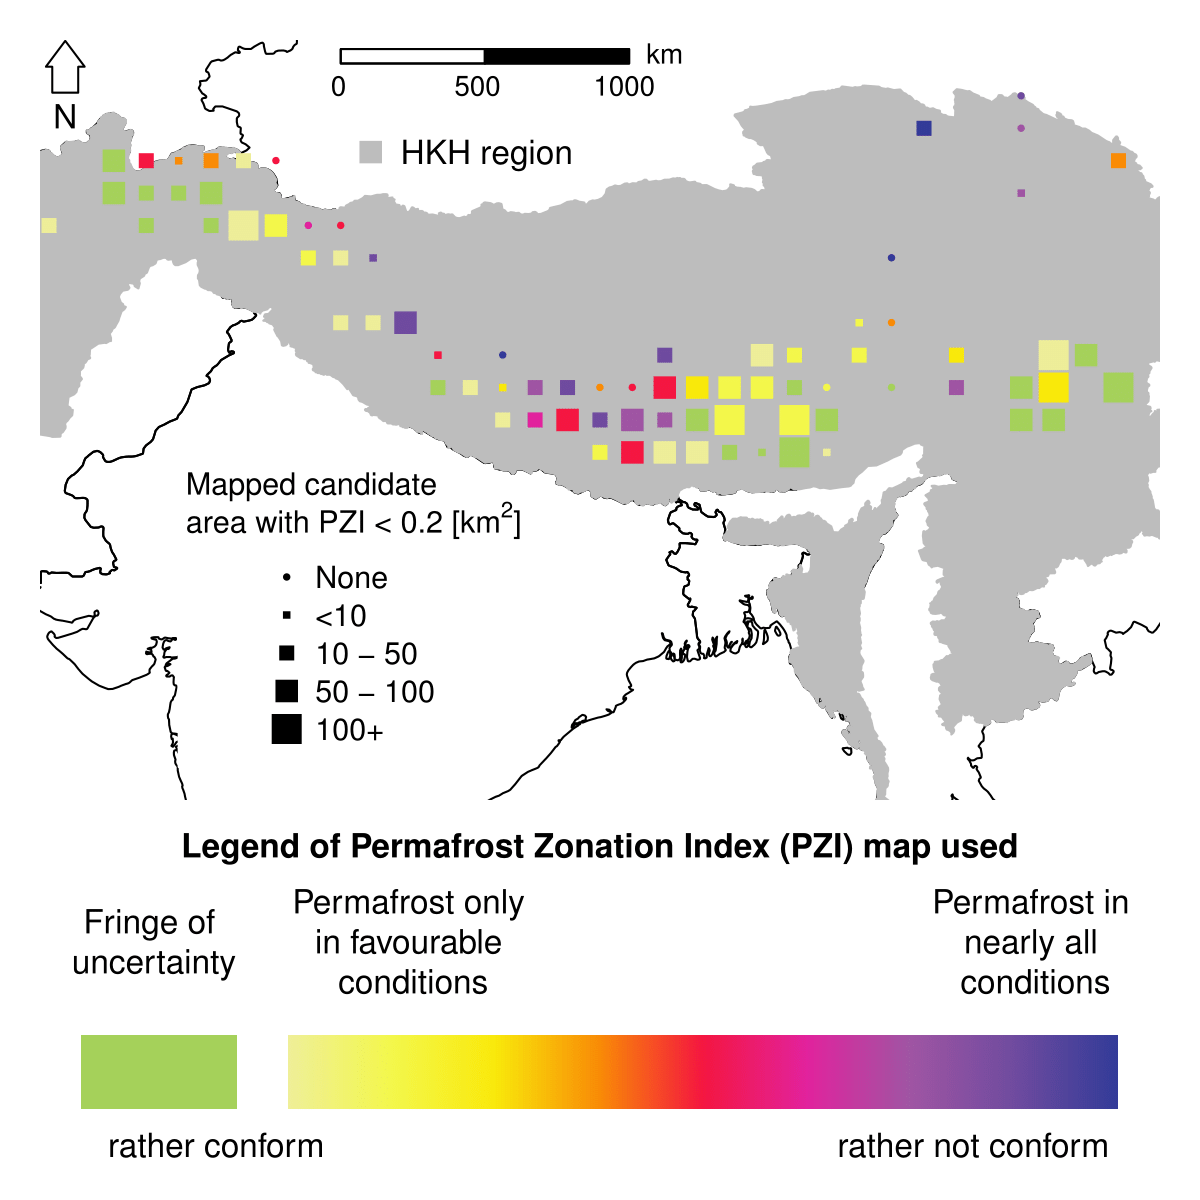 km
0 500 1000
N
HKH region
Mapped candidate
area with PZI < 0.2 [km²]
None
<10
10 − 50
50 − 100
100+
Legend of Permafrost Zonation Index (PZI) map used
Fringe of
uncertainty
Permafrost only
in favourable
conditions
Permafrost in
nearly all
conditions
rather conform
rather not conform